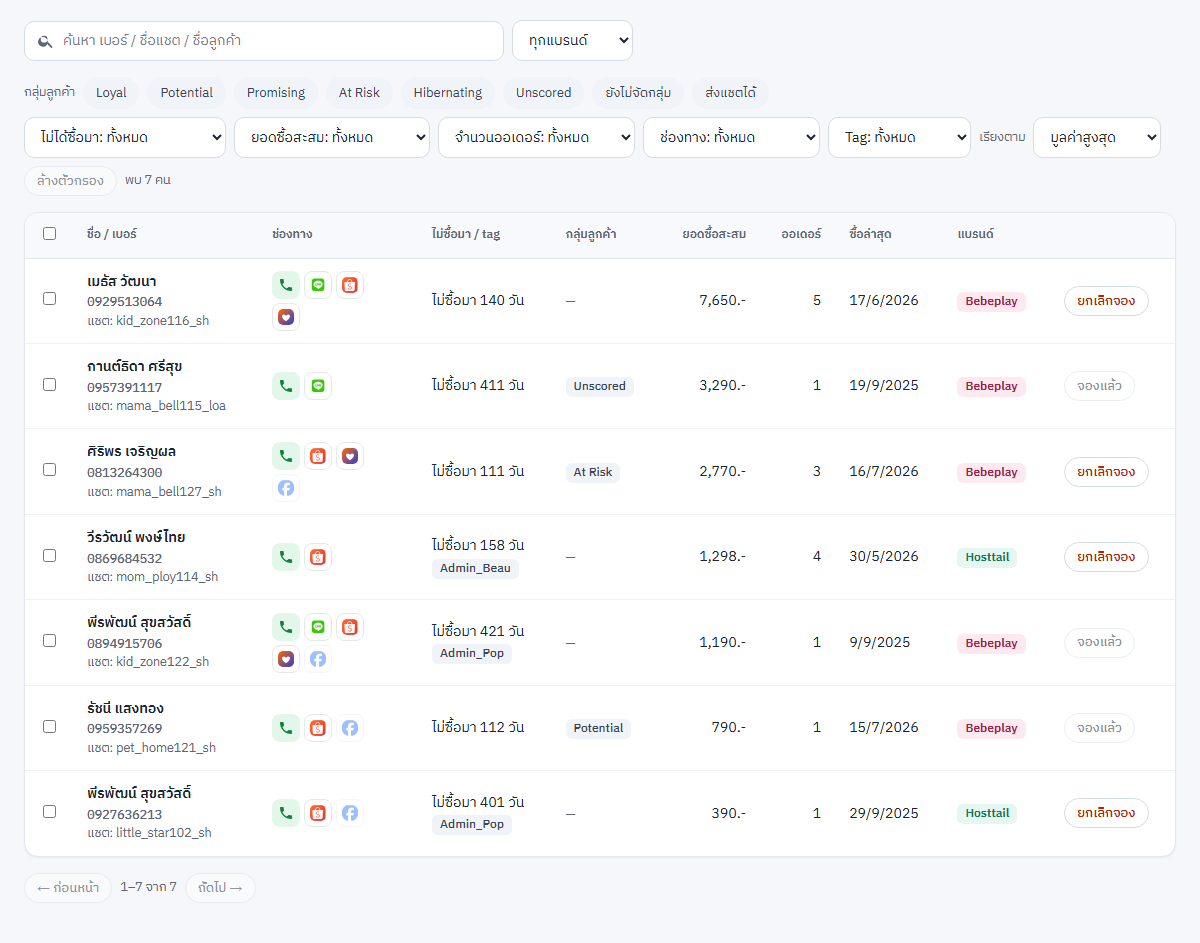 ค้นหา เบอร์ / ชื่อแชต / ชื่อลูกค้า
ทุกแบรนด์
กลุ่มลูกค้า Loyal Potential Promising At Risk Hibernating Unscored ยังไม่จัดกลุ่ม ส่งแชตได้
ไม่ได้ซื้อมา: ทั้งหมด ยอดซื้อสะสม: ทั้งหมด จำนวนออเดอร์: ทั้งหมด ช่องทาง: ทั้งหมด Tag: ทั้งหมด เรียงตาม มูลค่าสูงสุด
ล้างตัวกรอง พบ 7 คน
ชื่อ / เบอร์ ช่องทาง ไม่ซื้อมา / tag กลุ่มลูกค้า ยอดซื้อสะสม ออเดอร์ ซื้อล่าสุด แบรนด์
เมธัส วัฒนา
0929513064
แชต: kid_zone116_sh
ไม่ซื้อมา 140 วัน — 7,650.- 5 17/6/2026 Bebeplay ยกเลิกจอง
กานต์ธิดา ศรีสุข
0957391117
แชต: mama_bell115_loa
ไม่ซื้อมา 411 วัน Unscored 3,290.- 1 19/9/2025 Bebeplay จองแล้ว
ศิริพร เจริญผล
0813264300
แชต: mama_bell127_sh
ไม่ซื้อมา 111 วัน At Risk 2,770.- 3 16/7/2026 Bebeplay ยกเลิกจอง
วีรวัฒน์ พงษ์ไทย
0869684532
แชต: mom_ploy114_sh
ไม่ซื้อมา 158 วัน
Admin_Beau
— 1,298.- 4 30/5/2026 Hosttail ยกเลิกจอง
พีรพัฒน์ สุขสวัสดิ์
0894915706
แชต: kid_zone122_sh
ไม่ซื้อมา 421 วัน
Admin_Pop
— 1,190.- 1 9/9/2025 Bebeplay จองแล้ว
รัชนี แสงทอง
0959357269
แชต: pet_home121_sh
ไม่ซื้อมา 112 วัน Potential 790.- 1 15/7/2026 Bebeplay จองแล้ว
พีรพัฒน์ สุขสวัสดิ์
0927636213
แชต: little_star102_sh
ไม่ซื้อมา 401 วัน
Admin_Pop
— 390.- 1 29/9/2025 Hosttail ยกเลิกจอง
← ก่อนหน้า 1–7 จาก 7 ถัดไป →